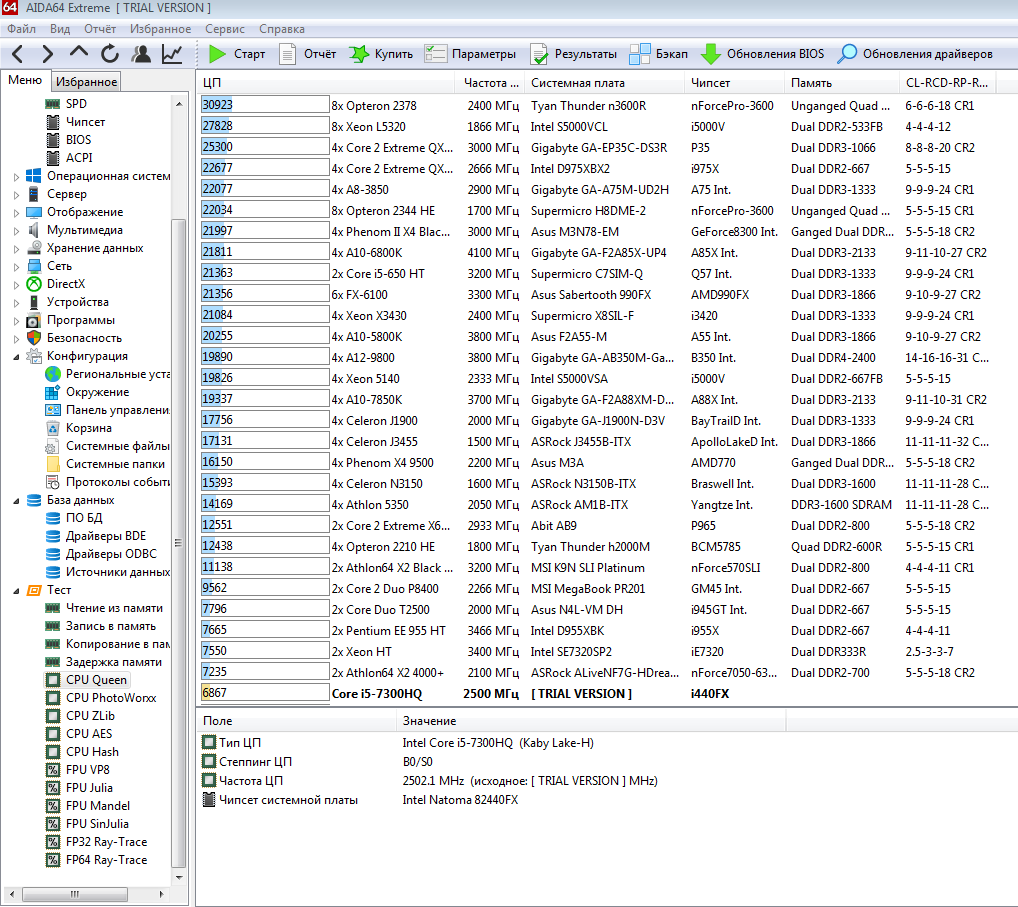 64 AIDA64 Extreme [ TRIAL VERSION ]
Файл Вид Отчёт Избранное Сервис Справка
Старт Отчёт Купить Параметры Результаты Бэкап Обновления BIOS Обновления драйверов
Меню Избранное
SPD
Чипсет
BIOS
ACPI
Операционная систем
Сервер
Отображение
Мультимедиа
Хранение данных
Сеть
DirectX
Устройства
Программы
Безопасность
Конфигурация
Региональные уста
Окружение
Панель управлени
Корзина
Системные файлы
Системные папки
Протоколы событи
База данных
ПО БД
Драйверы BDE
Драйверы ODBC
Источники данных
Тест
Чтение из памяти
Запись в память
Копирование в пам
Задержка памяти
CPU Queen
CPU PhotoWorxx
CPU ZLib
CPU AES
CPU Hash
FPU VP8
FPU Julia
FPU Mandel
FPU SinJulia
FP32 Ray-Trace
FP64 Ray-Trace
ЦП Частота ... Системная плата Чипсет Память CL-RCD-RP-R...
30923 8x Opteron 2378 2400 МГц Tyan Thunder n3600R nForcePro-3600 Unganged Quad ... 6-6-6-18 CR1
27828 8x Xeon L5320 1866 МГц Intel S5000VCL i5000V Dual DDR2-533FB 4-4-4-12
25300 4x Core 2 Extreme QX... 3000 МГц Gigabyte GA-EP35C-DS3R P35 Dual DDR3-1066 8-8-8-20 CR2
22677 4x Core 2 Extreme QX... 2666 МГц Intel D975XBX2 i975X Dual DDR2-667 5-5-5-15
22077 4x A8-3850 2900 МГц Gigabyte GA-A75M-UD2H A75 Int. Dual DDR3-1333 9-9-9-24 CR1
22034 8x Opteron 2344 HE 1700 МГц Supermicro H8DME-2 nForcePro-3600 Unganged Quad ... 5-5-5-15 CR1
21997 4x Phenom II X4 Blac... 3000 МГц Asus M3N78-EM GeForce8300 Int. Ganged Dual DDR... 5-5-5-18 CR2
21811 4x A10-6800K 4100 МГц Gigabyte GA-F2A85X-UP4 A85X Int. Dual DDR3-2133 9-11-10-27 CR2
21363 2x Core i5-650 HT 3200 МГц Supermicro C7SIM-Q Q57 Int. Dual DDR3-1333 9-9-9-24 CR1
21356 6x FX-6100 3300 МГц Asus Sabertooth 990FX AMD990FX Dual DDR3-1866 9-10-9-27 CR2
21084 4x Xeon X3430 2400 МГц Supermicro X8SIL-F i3420 Dual DDR3-1333 9-9-9-24 CR1
20255 4x A10-5800K 3800 МГц Asus F2A55-M A55 Int. Dual DDR3-1866 9-10-9-27 CR2
19890 4x A12-9800 3800 МГц Gigabyte GA-AB350M-Ga... B350 Int. Dual DDR4-2400 14-16-16-31 C...
19826 4x Xeon 5140 2333 МГц Intel S5000VSA i5000V Dual DDR2-667FB 5-5-5-15
19337 4x A10-7850K 3700 МГц Gigabyte GA-F2A88XM-D... A88X Int. Dual DDR3-2133 9-11-10-31 CR2
17756 4x Celeron J1900 2000 МГц Gigabyte GA-J1900N-D3V BayTrailD Int. Dual DDR3-1333 9-9-9-24 CR1
17131 4x Celeron J3455 1500 МГц ASRock J3455B-ITX ApolloLakeD Int. Dual DDR3-1866 11-11-11-32 C...
16150 4x Phenom X4 9500 2200 МГц Asus M3A AMD770 Ganged Dual DDR... 5-5-5-18 CR2
15393 4x Celeron N3150 1600 МГц ASRock N3150B-ITX Braswell Int. Dual DDR3-1600 11-11-11-28 C...
14169 4x Athlon 5350 2050 МГц ASRock AM1B-ITX Yangtze Int. DDR3-1600 SDRAM 11-11-11-28 C...
12551 2x Core 2 Extreme X6... 2933 МГц Abit AB9 P965 Dual DDR2-800 5-5-5-18 CR2
12438 4x Opteron 2210 HE 1800 МГц Tyan Thunder h2000M BCM5785 Quad DDR2-600R 5-5-5-15 CR1
11138 2x Athlon64 X2 Black ... 3200 МГц MSI K9N SLI Platinum nForce570SLI Dual DDR2-800 4-4-4-11 CR1
9562 2x Core 2 Duo P8400 2266 МГц MSI MegaBook PR201 GM45 Int. Dual DDR2-667 5-5-5-15
7796 2x Core Duo T2500 2000 МГц Asus N4L-VM DH i945GT Int. Dual DDR2-667 5-5-5-15
7665 2x Pentium EE 955 HT 3466 МГц Intel D955XBK i955X Dual DDR2-667 4-4-4-11
7550 2x Xeon HT 3400 МГц Intel SE7320SP2 iE7320 Dual DDR333R 2.5-3-3-7
7235 2x Athlon64 X2 4000+ 2100 МГц ASRock ALiveNF7G-HDrea... nForce7050-63... Dual DDR2-700 5-5-5-18 CR2
6867 Core i5-7300HQ 2500 МГц [ TRIAL VERSION ] i440FX
Поле Значение
Тип ЦП Intel Core i5-7300HQ (Kaby Lake-H)
Степпинг ЦП B0/S0
Частота ЦП 2502.1 MHz (исходное: [ TRIAL VERSION ] MHz)
Чипсет системной платы Intel Natoma 82440FX